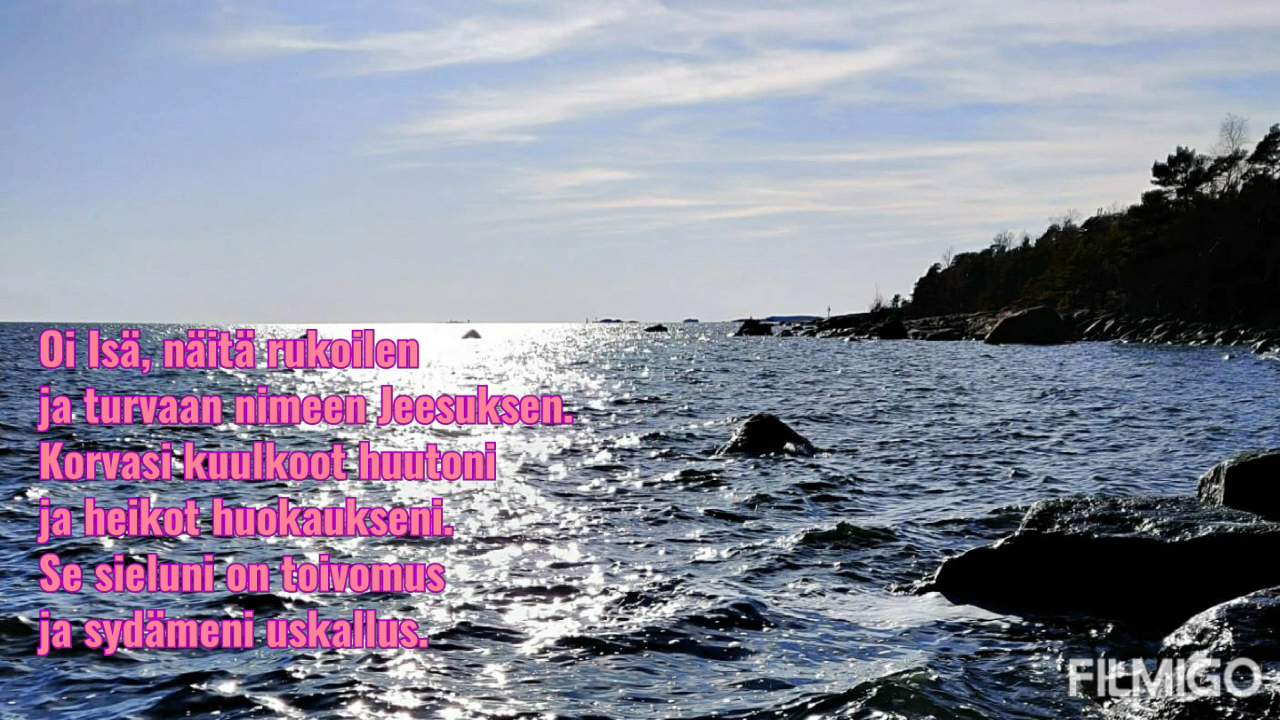 Oi Isä, näitä rukoilen
ja turvaan nimeen Jeesuksen.
Korvasi kuulkoot huutoni
ja heikot huokaukseni.
Se sieluni on toivomus
ja sydämeni uskallus.
FILMIGO